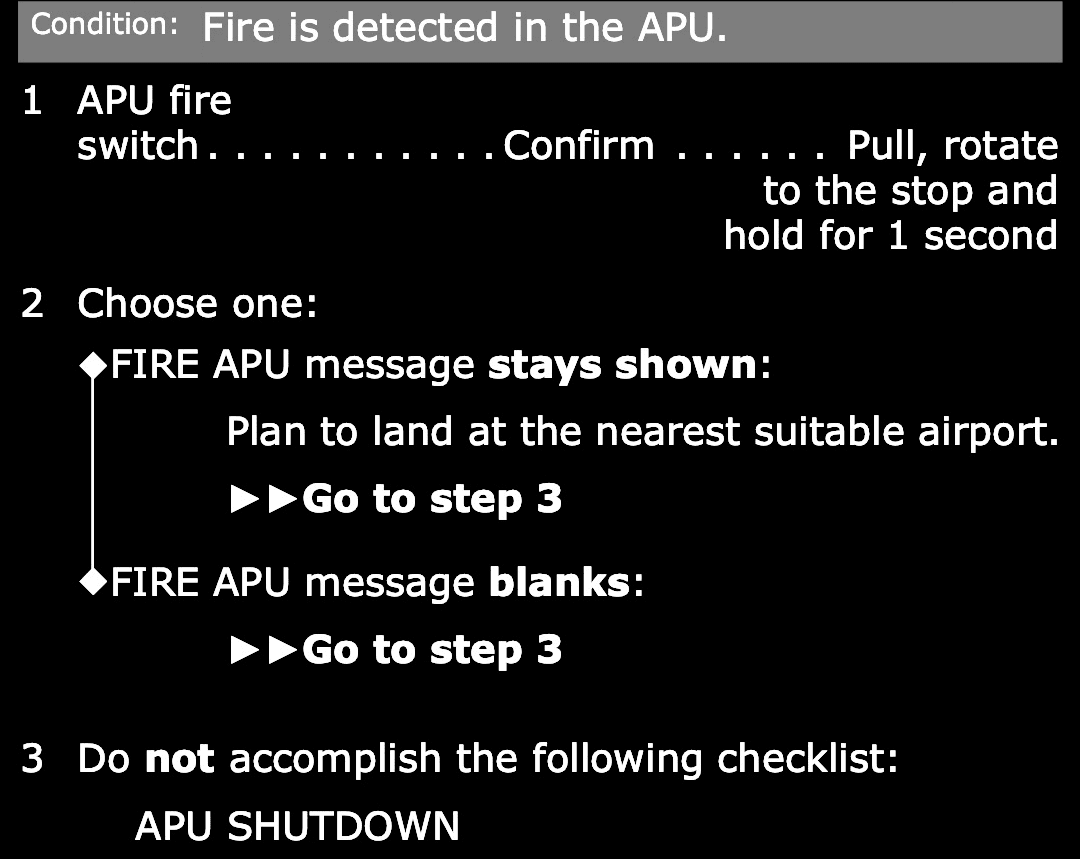 Condition: Fire is detected in the APU.
1 APU fire
switch . . . . . . . . . . . Confirm . . . . . . Pull, rotate
to the stop and
hold for 1 second
2 Choose one:
◆FIRE APU message stays shown:
Plan to land at the nearest suitable airport.
►►Go to step 3
◆FIRE APU message blanks:
►►Go to step 3
3 Do not accomplish the following checklist:
APU SHUTDOWN